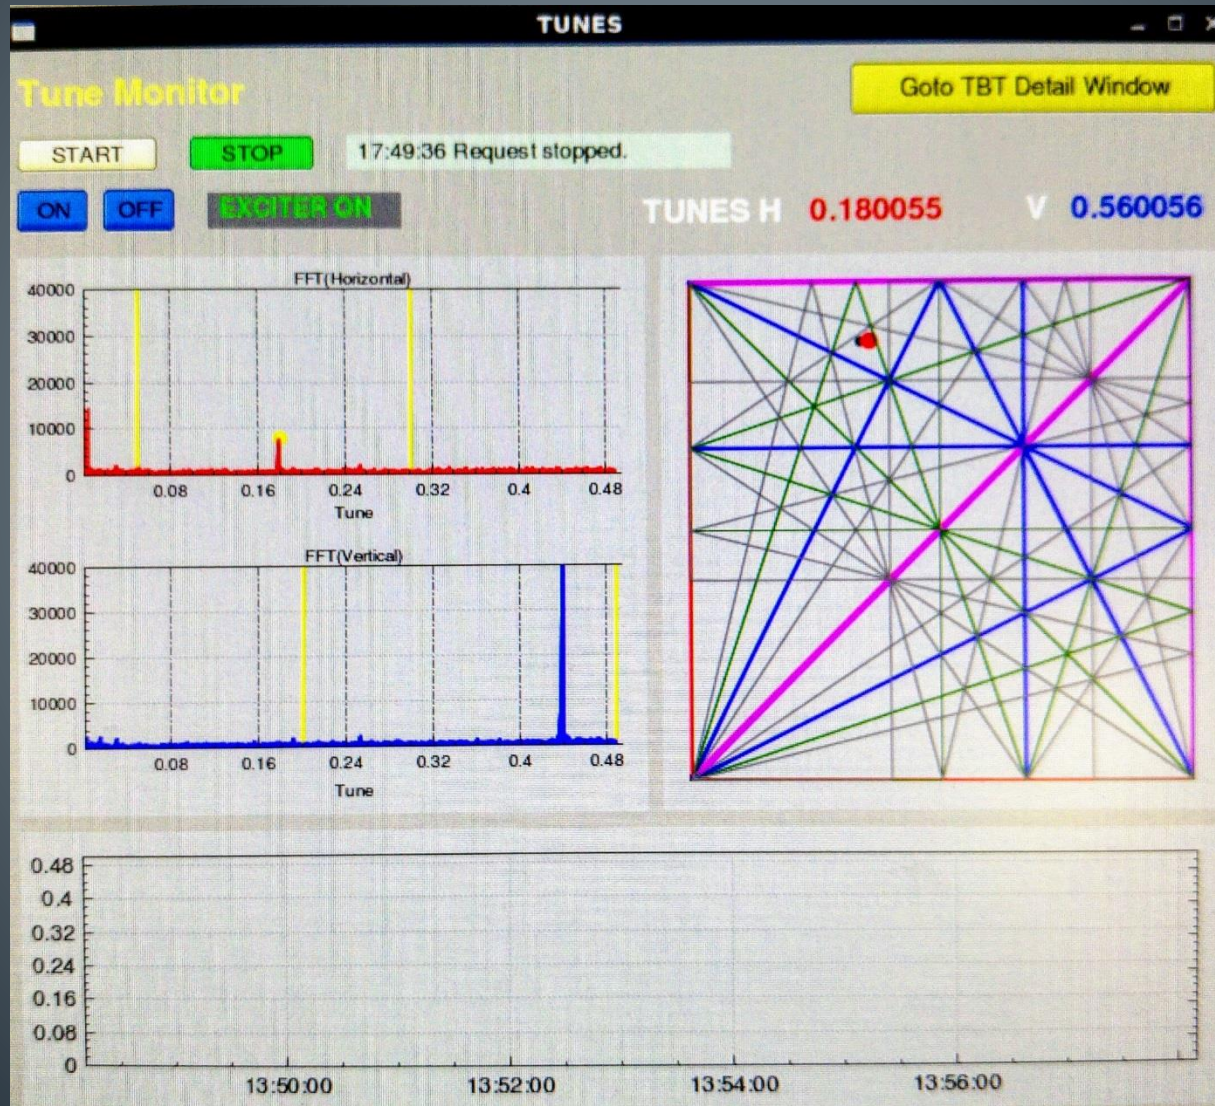 TUNES
Tune Monitor
Goto TBT Detail Window
START STOP 17:49:36 Request stopped.
ON OFF EXCITER ON TUNES H 0.180055 V 0.560056
FFT(Horizontal)
40000
30000
20000
10000
0
0.08 0.16 0.24 0.32 0.4 0.48
Tune
FFT(Vertical)
40000
30000
20000
10000
0
0.08 0.16 0.24 0.32 0.4 0.48
Tune
0.48
0.4
0.32
0.24
0.16
0.08
0
13:50:00 13:52:00 13:54:00 13:56:00